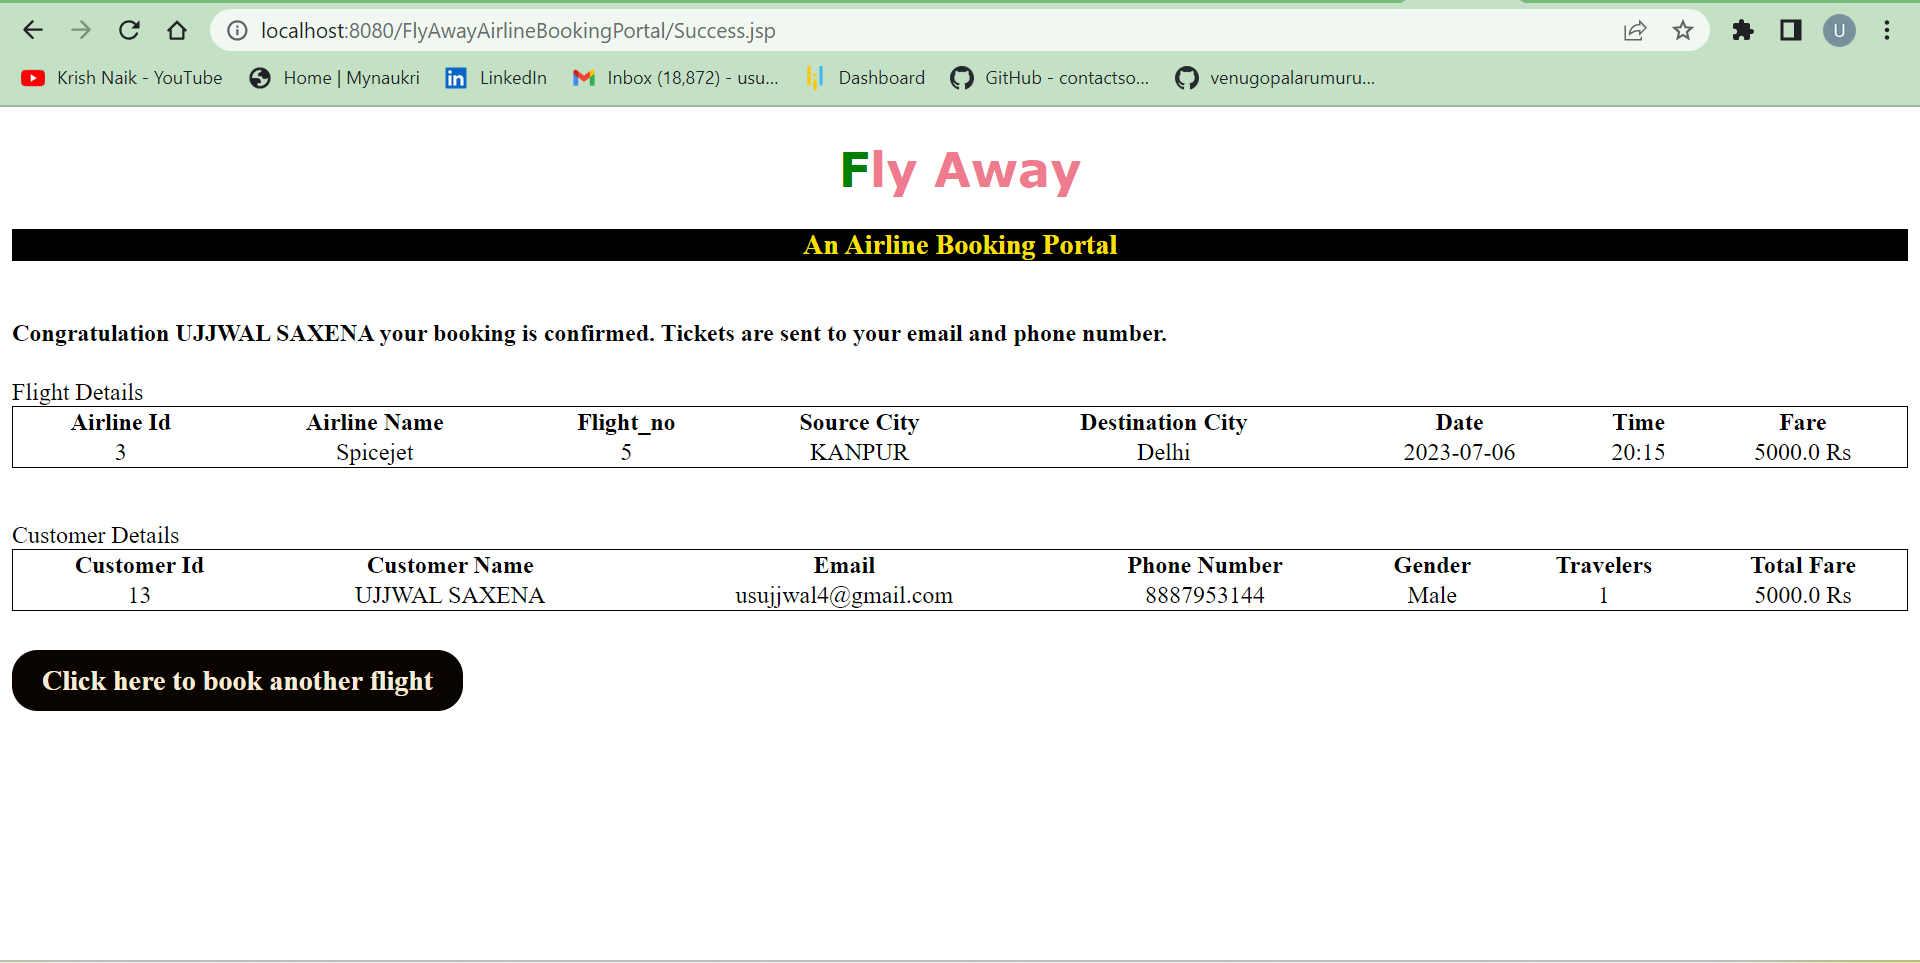 localhost:8080/FlyAwayAirlineBookingPortal/Success.jsp
U
Krish Naik - YouTube Home | Mynaukri LinkedIn Inbox (18,872) - usu... Dashboard GitHub - contactso... venugopalarumuru...
Fly Away
An Airline Booking Portal
Congratulation UJJWAL SAXENA your booking is confirmed. Tickets are sent to your email and phone number.
Flight Details
Airline Id Airline Name Flight_no Source City Destination City Date Time Fare
3 Spicejet 5 KANPUR Delhi 2023-07-06 20:15 5000.0 Rs
Customer Details
Customer Id Customer Name Email Phone Number Gender Travelers Total Fare
13 UJJWAL SAXENA usujjwal4@gmail.com 8887953144 Male 1 5000.0 Rs
Click here to book another flight